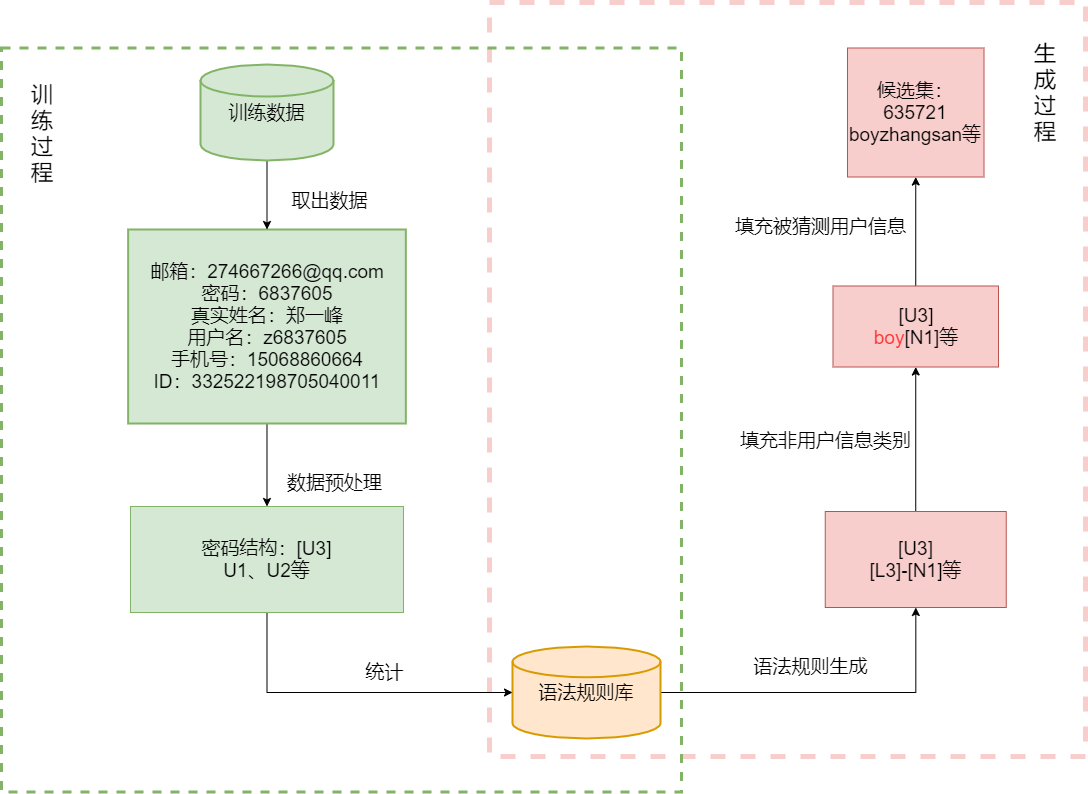 训练过程
训练数据
取出数据
邮箱：274667266@qq.com
密码：6837605
真实姓名：郑一峰
用户名：z6837605
手机号：15068860664
ID：332522198705040011
数据预处理
密码结构：[U3]
U1、U2等
统计
语法规则库
语法规则生成
[U3]
[L3]-[N1]等
填充非用户信息类别
[U3]
boy[N1]等
填充被猜测用户信息
候选集：
635721
boyzhangsan等
生成过程